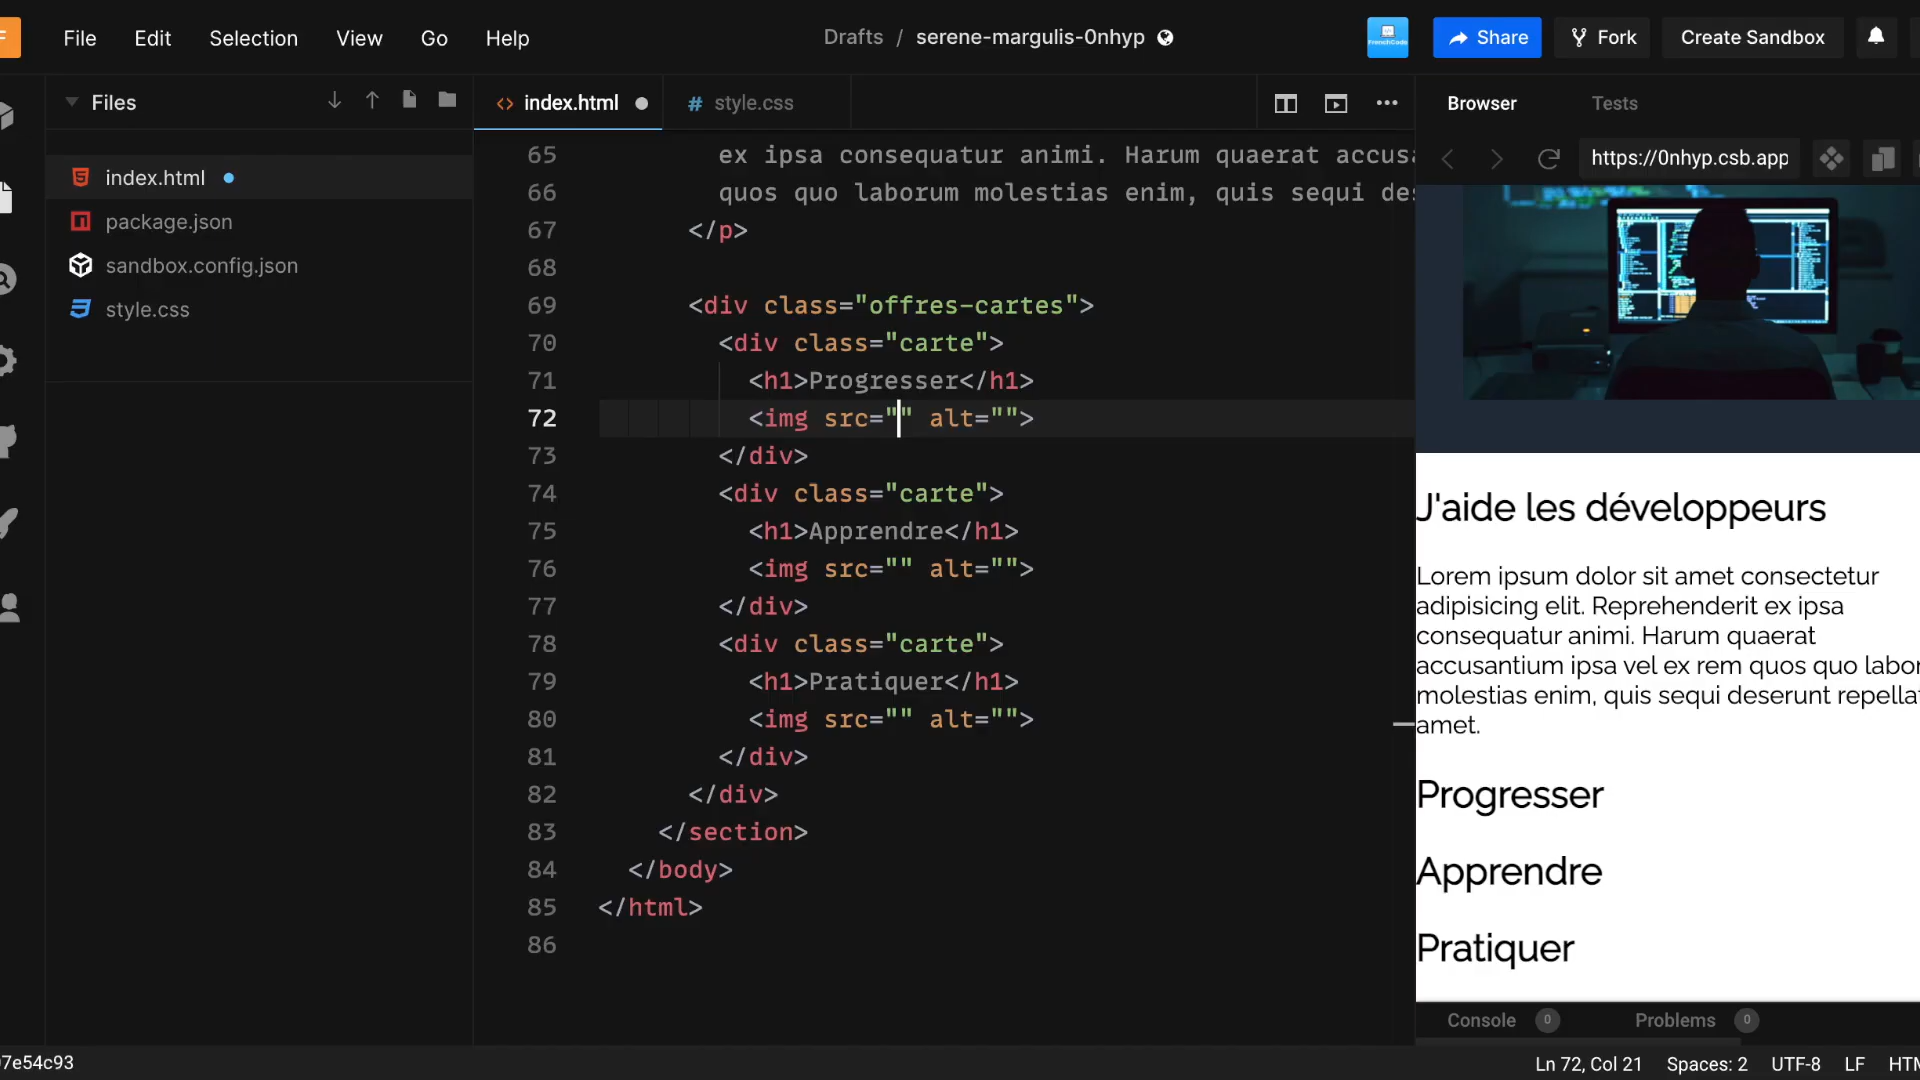 File Edit Selection View Go Help
Drafts / serene-margulis-0nhyp
FrenchCode
Share
Fork
Create Sandbox
Files
index.html
package.json
sandbox.config.json
style.css
index.html
# style.css
65 ex ipsa consequatur animi. Harum quaerat accusa
66 quos quo laborum molestias enim, quis sequi des
67 </p>
68
69 <div class="offres-cartes">
70 <div class="carte">
71 <h1>Progresser</h1>
72 <img src="" alt="">
73 </div>
74 <div class="carte">
75 <h1>Apprendre</h1>
76 <img src="" alt="">
77 </div>
78 <div class="carte">
79 <h1>Pratiquer</h1>
80 <img src="" alt="">
81 </div>
82 </div>
83 </section>
84 </body>
85 </html>
86
Browser Tests
https://0nhyp.csb.app
J'aide les développeurs
Lorem ipsum dolor sit amet consectetur
adipisicing elit. Reprehenderit ex ipsa
consequatur animi. Harum quaerat
accusantium ipsa vel ex rem quos quo labor
molestias enim, quis sequi deserunt repella
amet.
Progresser
Apprendre
Pratiquer
Console 0 Problems 0
7e54c93
Ln 72, Col 21 Spaces: 2 UTF-8 LF HTM